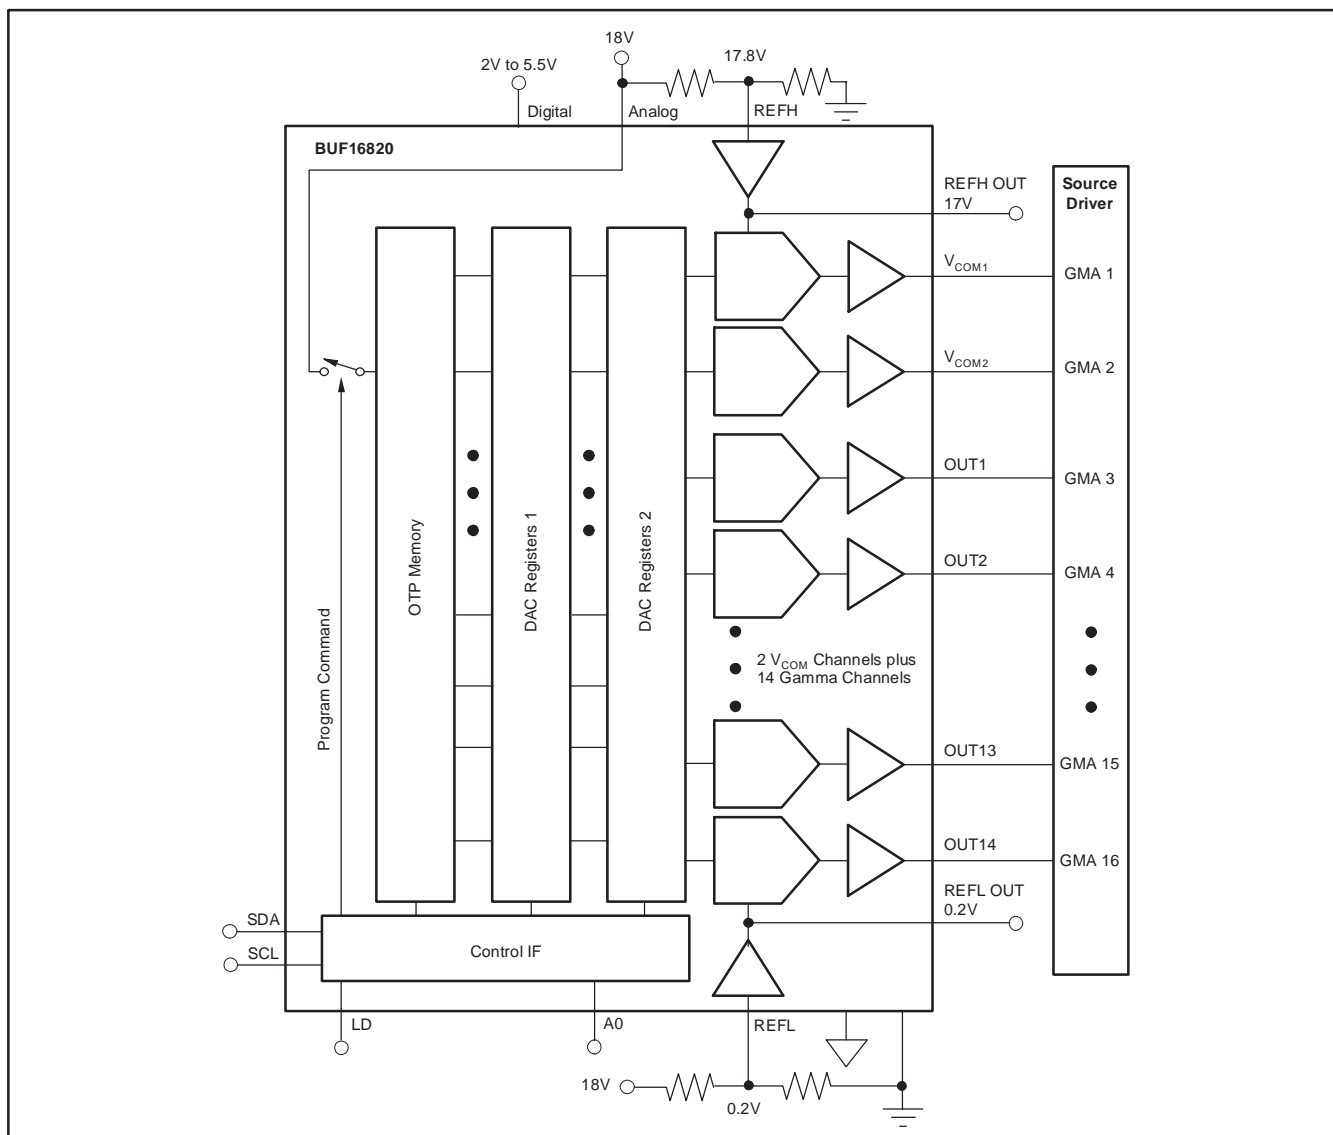 18V
17.8V
2V to 5.5V
Digital
Analog
REFH
BUF16820
REFH OUT
17V
Source
Driver
VCOM1
GMA 1
VCOM2
GMA 2
OUT1
GMA 3
OUT2
GMA 4
OTP Memory
DAC Registers 1
DAC Registers 2
Program Command
2 VCOM Channels plus
14 Gamma Channels
OUT13
GMA 15
OUT14
GMA 16
REFL OUT
0.2V
SDA
SCL
Control IF
LD
A0
REFL
18V
0.2V